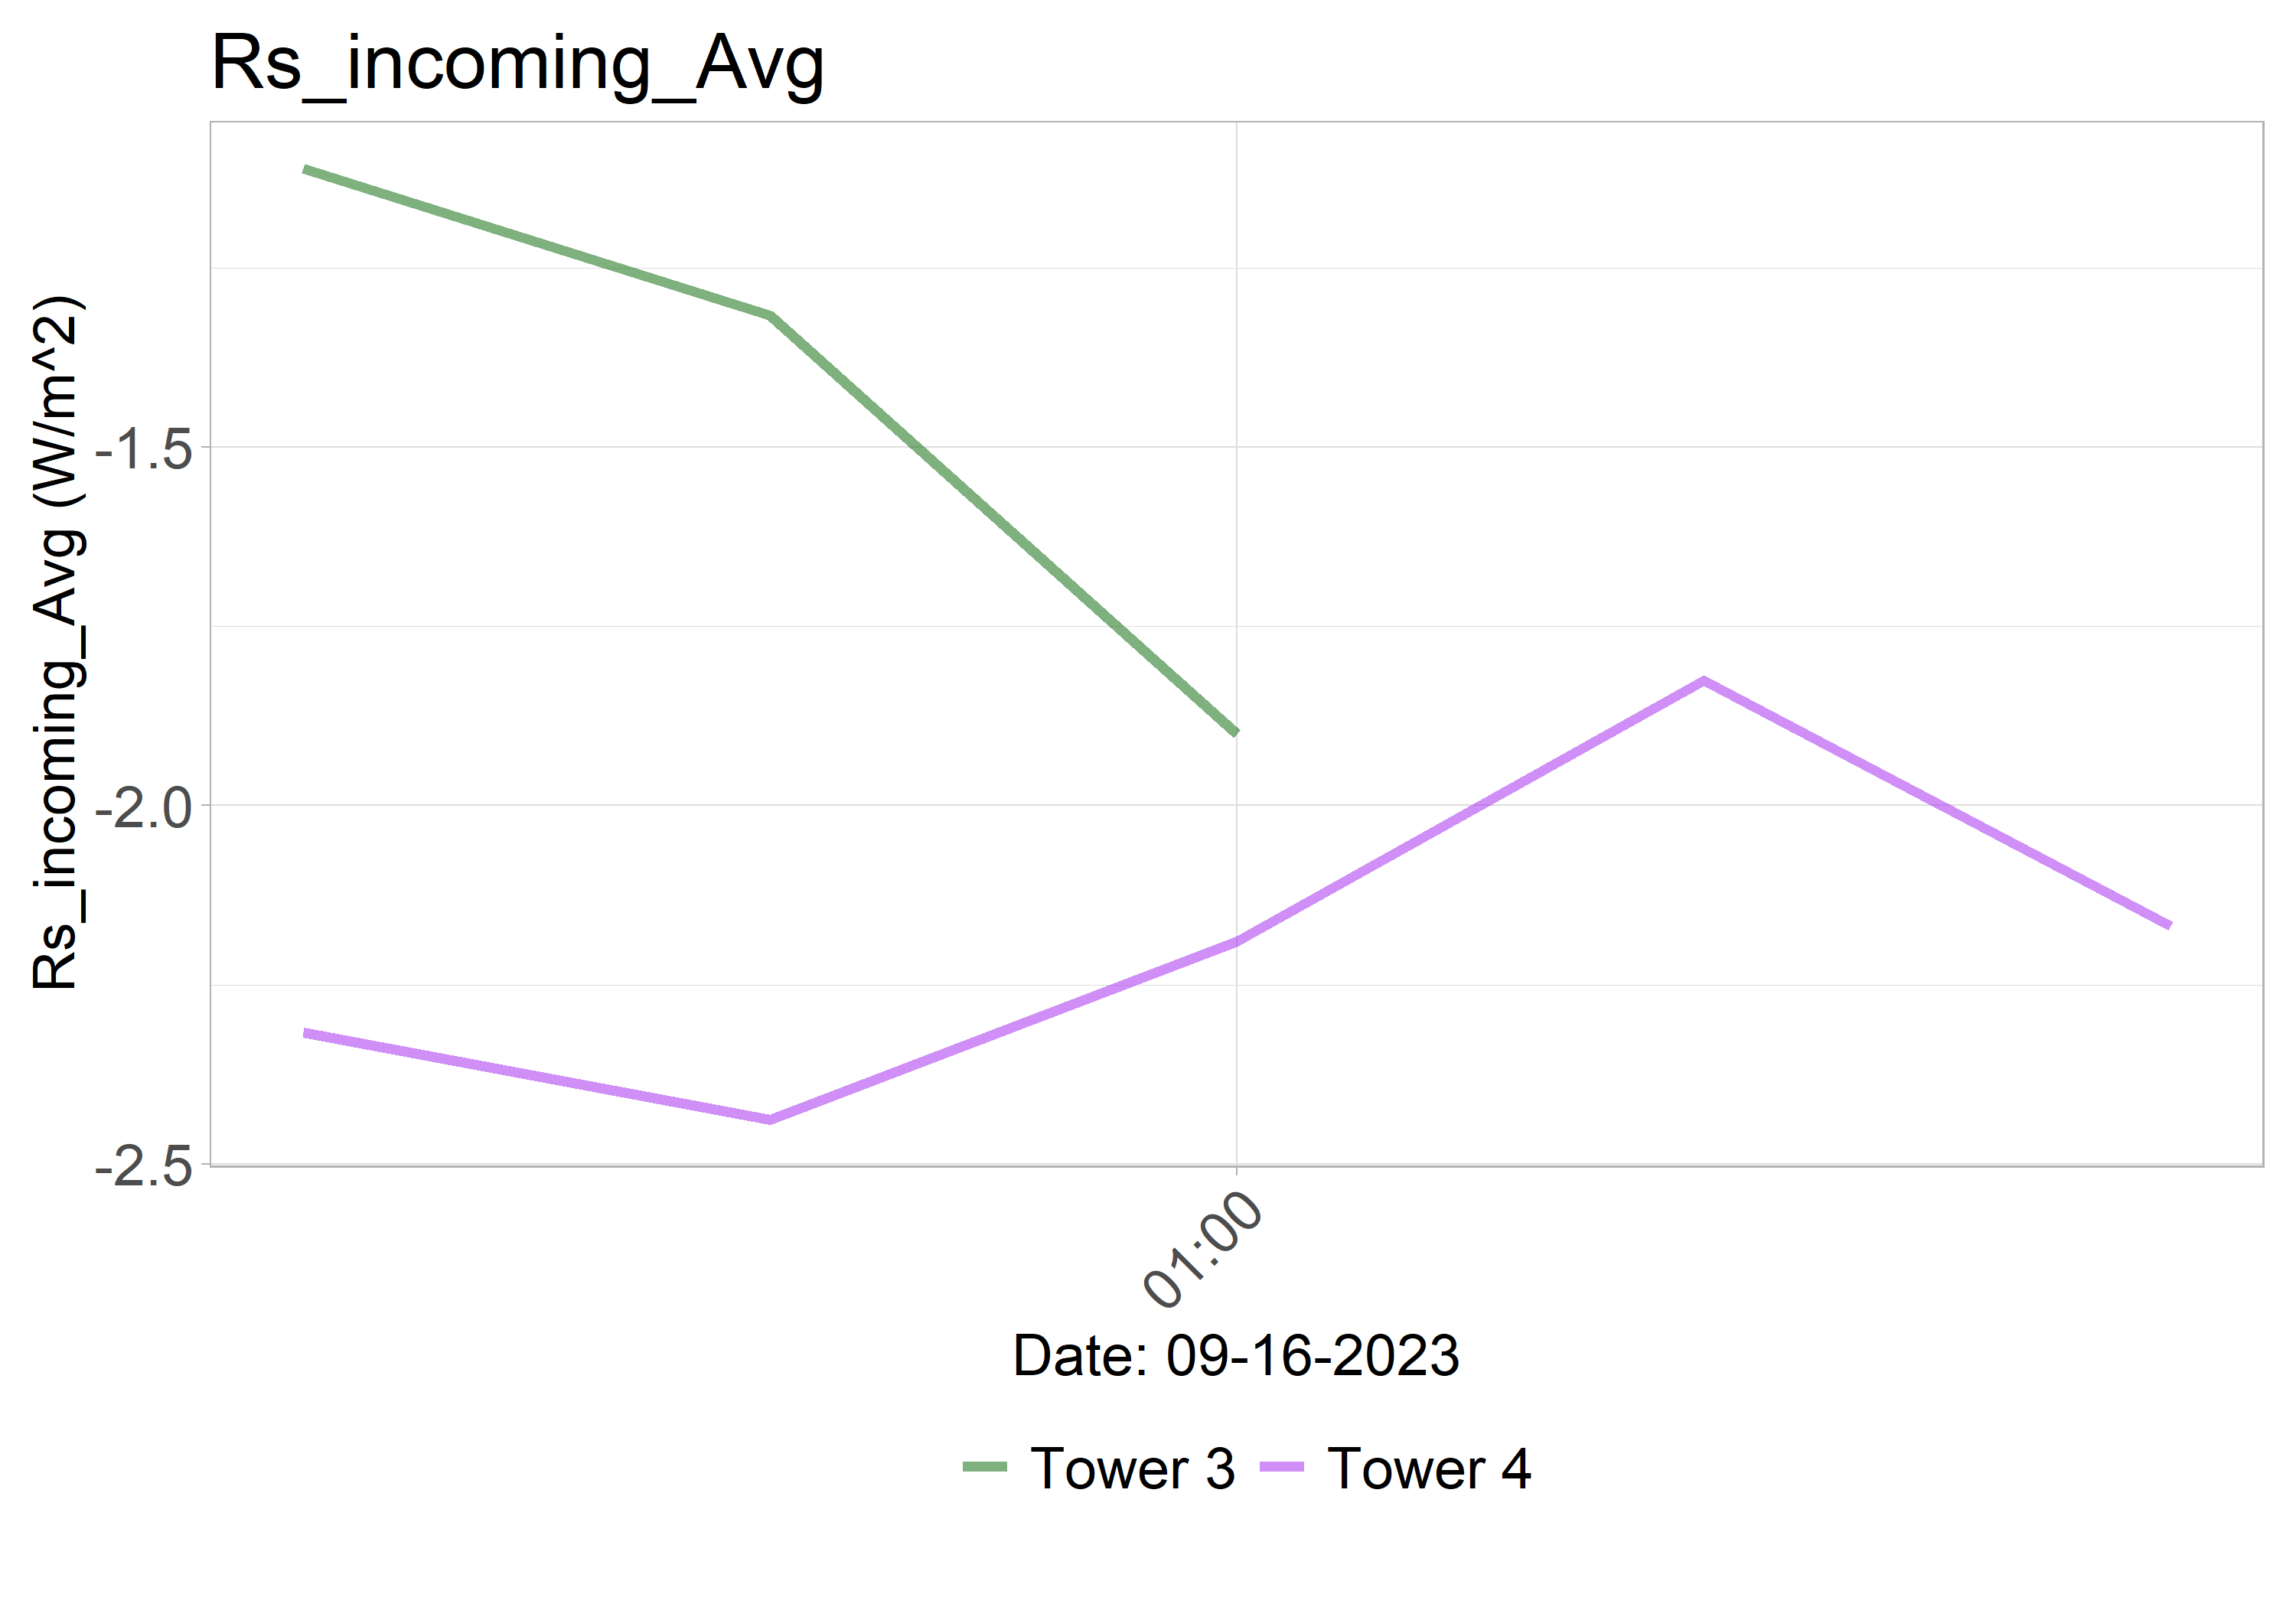 Rs_incoming_Avg
Rs_incoming_Avg (W/m^2)
-1.5
-2.0
-2.5
01:00
Date: 09-16-2023
Tower 3 Tower 4